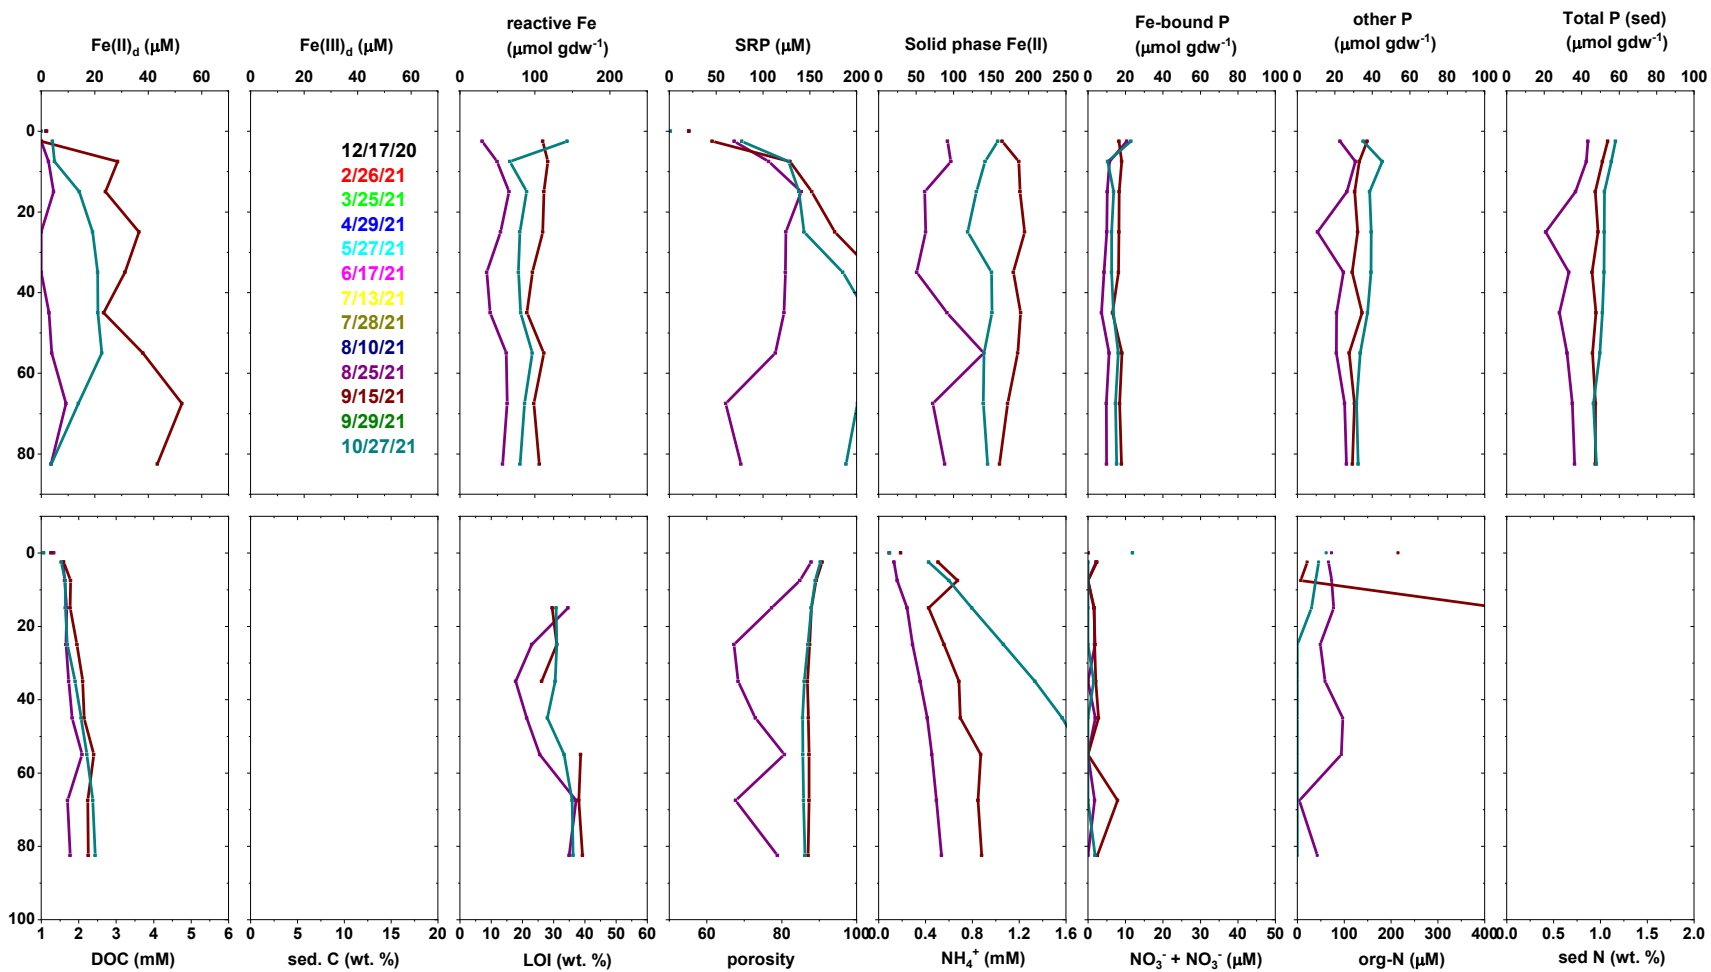 Fe(II)d (μM)
Fe(III)d (μM)
reactive Fe
(μmol gdw-1)
SRP (μM)
Solid phase Fe(II)
Fe-bound P
(μmol gdw-1)
other P
(μmol gdw-1)
Total P (sed)
(μmol gdw-1)
0 20 40 60
0 100 200
0 50 100 150 200
0 50 100 150 200 250
0 20 40 60 80 100
0 20 40 60 80 100
0 20 40 60 80 100
0
20
40
60
80
12/17/20
2/26/21
3/25/21
4/29/21
5/27/21
6/17/21
7/13/21
7/28/21
8/10/21
8/25/21
9/15/21
9/29/21
10/27/21
0
20
40
60
80
100
1 2 3 4 5 6
0 5 10 15 20
0 10 20 30 40 50 60
60 80 100
0.0 0.4 0.8 1.2 1.6
0 10 20 30 40 50
0 100 200 300 400
0.0 0.5 1.0 1.5 2.0
DOC (mM)
sed. C (wt. %)
LOI (wt. %)
porosity
NH4+ (mM)
NO3- + NO3- (μM)
org-N (μM)
sed N (wt. %)